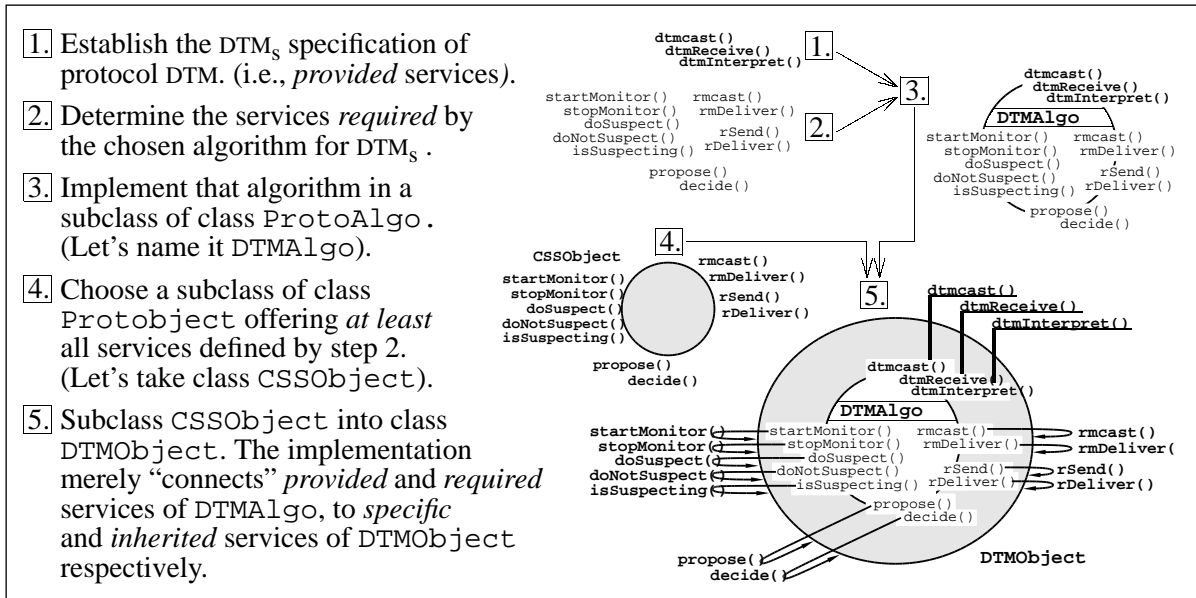 1. Establish the DTMs specification of
protocol DTM. (i.e., provided services).
2. Determine the services required by
the chosen algorithm for DTMs .
3. Implement that algorithm in a
subclass of class ProtoAlgo.
(Let's name it DTMAlgo).
4. Choose a subclass of class
Protobject offering at least
all services defined by step 2.
(Let's take class CSSObject).
5. Subclass CSSObject into class
DTMObject. The implementation
merely “connects” provided and required
services of DTMAlgo, to specific
and inherited services of DTMObject
respectively.
dtmcast()
dtmReceive()
dtmInterpret()
1.
startMonitor()
stopMonitor()
doSuspect()
doNotSuspect()
isSuspecting()
rmcast()
rmDeliver()
rSend()
rDeliver()
propose()
decide()
2.
3.
dtmcast()
dtmReceive()
dtmInterpret()
DTMAlgo
startMonitor()
stopMonitor()
doSuspect()
doNotSuspect()
isSuspecting()
rmcast()
rmDeliver()
rSend()
rDeliver()
propose()
decide()
4.
CSSObject
startMonitor()
stopMonitor()
doSuspect()
doNotSuspect()
isSuspecting()
rmcast()
rmDeliver()
rSend()
rDeliver()
propose()
decide()
5.
dtmcast()
dtmReceive()
dtmInterpret()
dtmcast()
dtmReceive()
dtmInterpret()
DTMAlgo
startMonitor()
stopMonitor()
doSuspect()
doNotSuspect()
isSuspecting()
startMonitor()
stopMonitor()
doSuspect()
doNotSuspect()
isSuspecting()
rmcast()
rmDeliver()
rSend()
rDeliver()
rmcast()
rmDeliver(
rSend()
rDeliver()
propose()
decide()
propose()
decide()
DTMObject